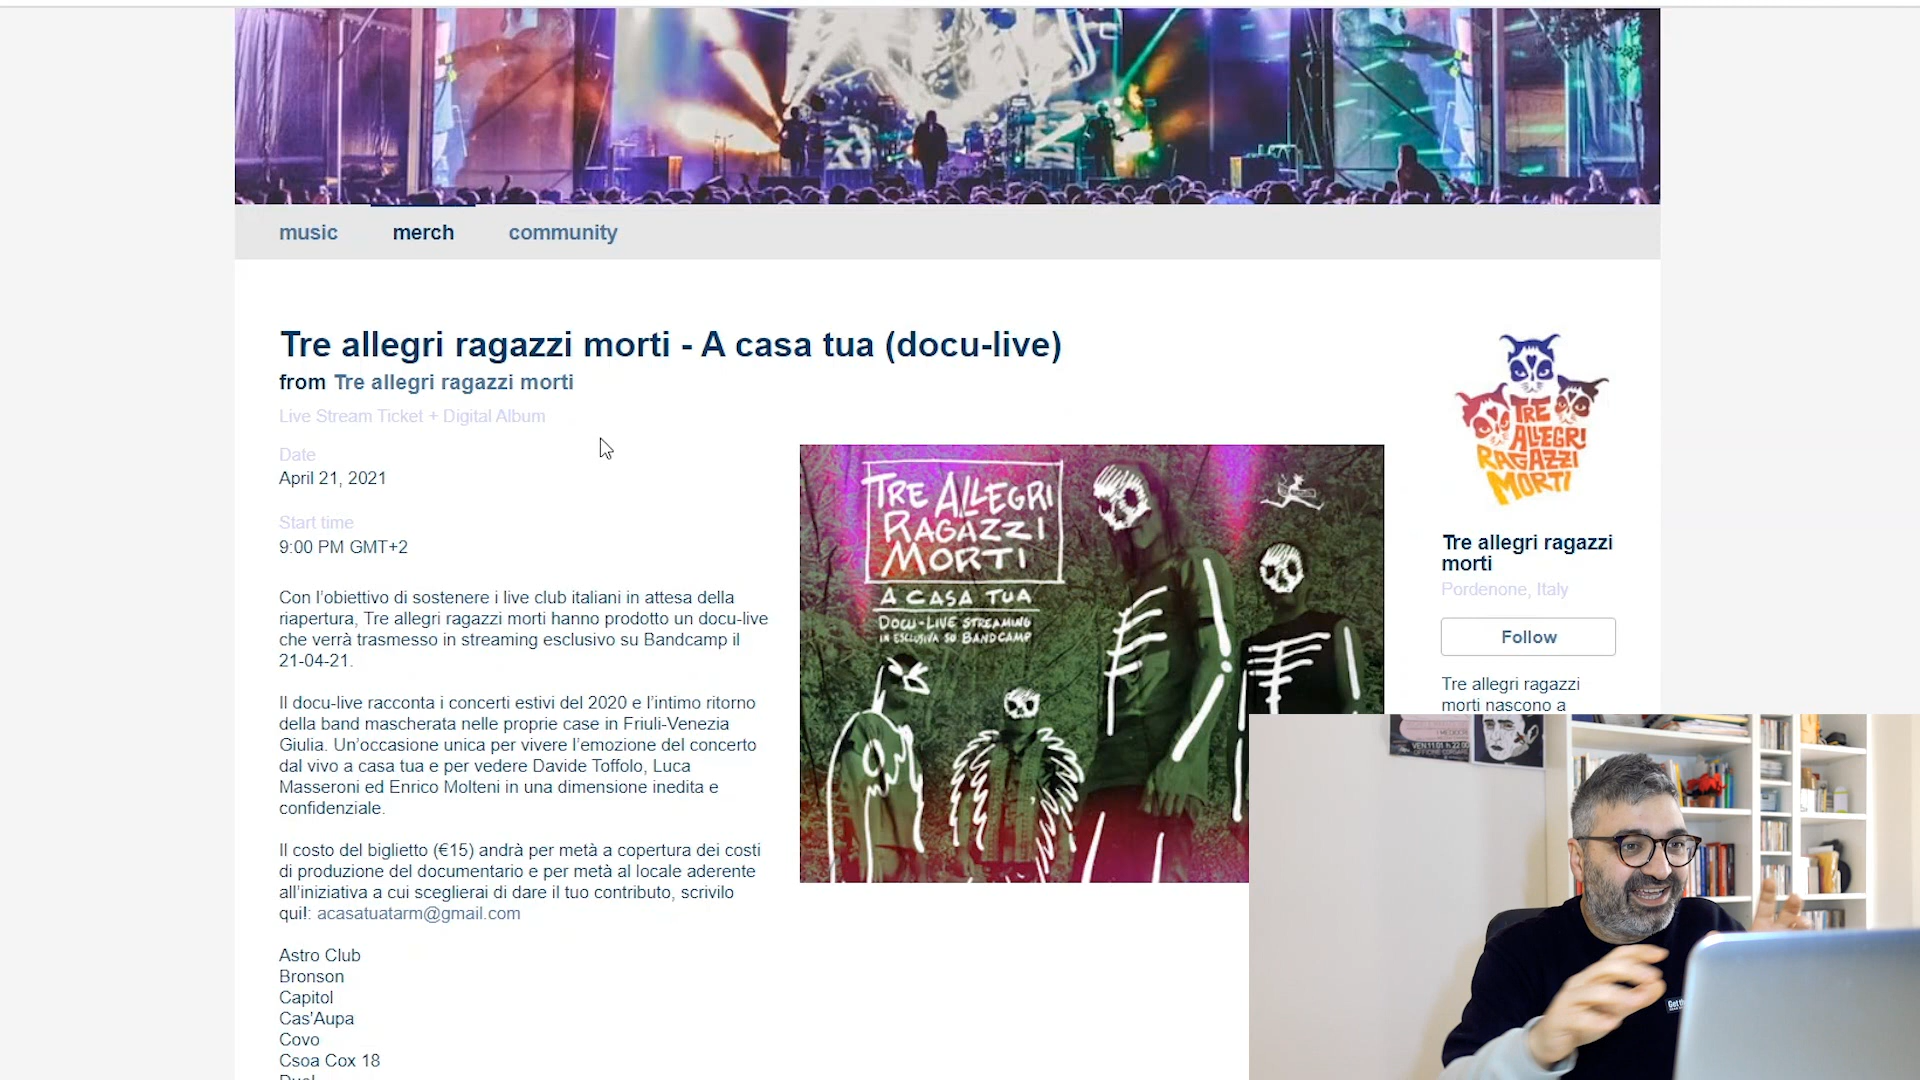 music merch community
Tre allegri ragazzi morti - A casa tua (docu-live)
from Tre allegri ragazzi morti
Live Stream Ticket + Digital Album
Date
April 21, 2021
Start time
9:00 PM GMT+2
Con l'obiettivo di sostenere i live club italiani in attesa della
riapertura, Tre allegri ragazzi morti hanno prodotto un docu-live
che verrà trasmesso in streaming esclusivo su Bandcamp il
21-04-21.
Il docu-live racconta i concerti estivi del 2020 e l'intimo ritorno
della band mascherata nelle proprie case in Friuli-Venezia
Giulia. Un'occasione unica per vivere l'emozione del concerto
dal vivo a casa tua e per vedere Davide Toffolo, Luca
Masseroni ed Enrico Molteni in una dimensione inedita e
confidenziale.
Il costo del biglietto (€15) andrà per metà a copertura dei costi
di produzione del documentario e per metà al locale aderente
all'iniziativa a cui sceglierai di dare il tuo contributo, scrivilo
qui!: acasatuatarm@gmail.com
Astro Club
Bronson
Capitol
Cas'Aupa
Covo
Csoa Cox 18
TRE ALLEGRI
RAGAZZI
MORTI
A CASA TUA
DOCU-LIVE STREAMING
IN ESCLUSIVA SU BANDCAMP
TRE
ALLEGRI
RAGAZZI
MORTI
Tre allegri ragazzi
morti
Pordenone, Italy
Follow
Tre allegri ragazzi
morti nascono a
I MEDIOCRI
VEN.11.01 h 22.00
OFFICINE CORSARE